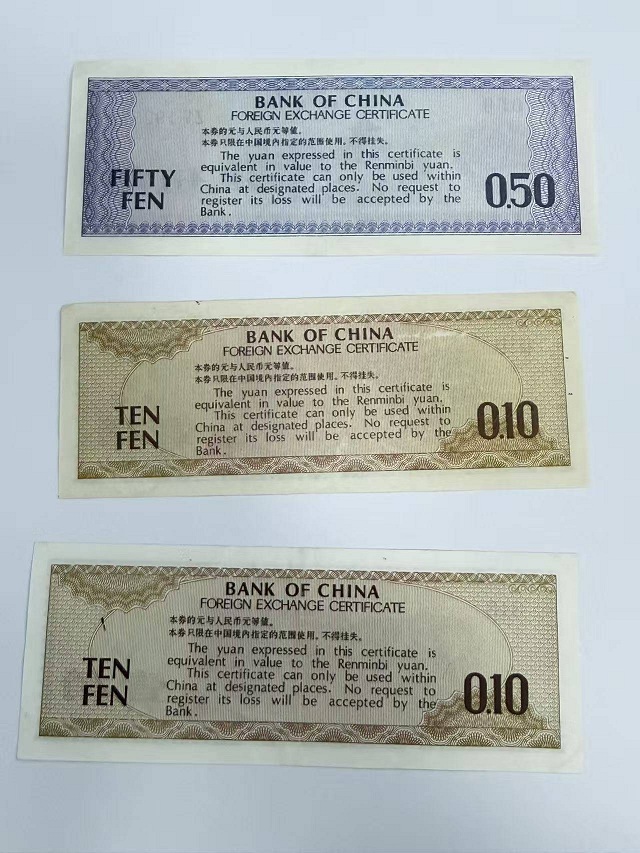 BANK OF CHINA
FOREIGN EXCHANGE CERTIFICATE
本券的元与人民币元等值。
本券只限在中国境内指定的范围使用。不得挂失。
The yuan expressed in this certificate is
equivalent in value to the Renminbi yuan.
This certificate can only be used within
China at designated places. No request to
register its loss will be accepted by the
Bank.
FIFTY
FEN
0.50
BANK OF CHINA
FOREIGN EXCHANGE CERTIFICATE
本券的元与人民币元等值。
本券只限在中国境内指定的范围使用。不得挂失。
The yuan expressed in this certificate is
equivalent in value to the Renminbi yuan.
This certificate can only be used within
China at designated places. No request to
register its loss will be accepted by the
Bank.
TEN
FEN
0.10
BANK OF CHINA
FOREIGN EXCHANGE CERTIFICATE
本券的元与人民币元等值。
本券只限在中国境内指定的范围使用。不得挂失。
The yuan expressed in this certificate is
equivalent in value to the Renminbi yuan.
This certificate can only be used within
China at designated places. No request to
register its loss will be accepted by the
Bank.
TEN
FEN
0.10